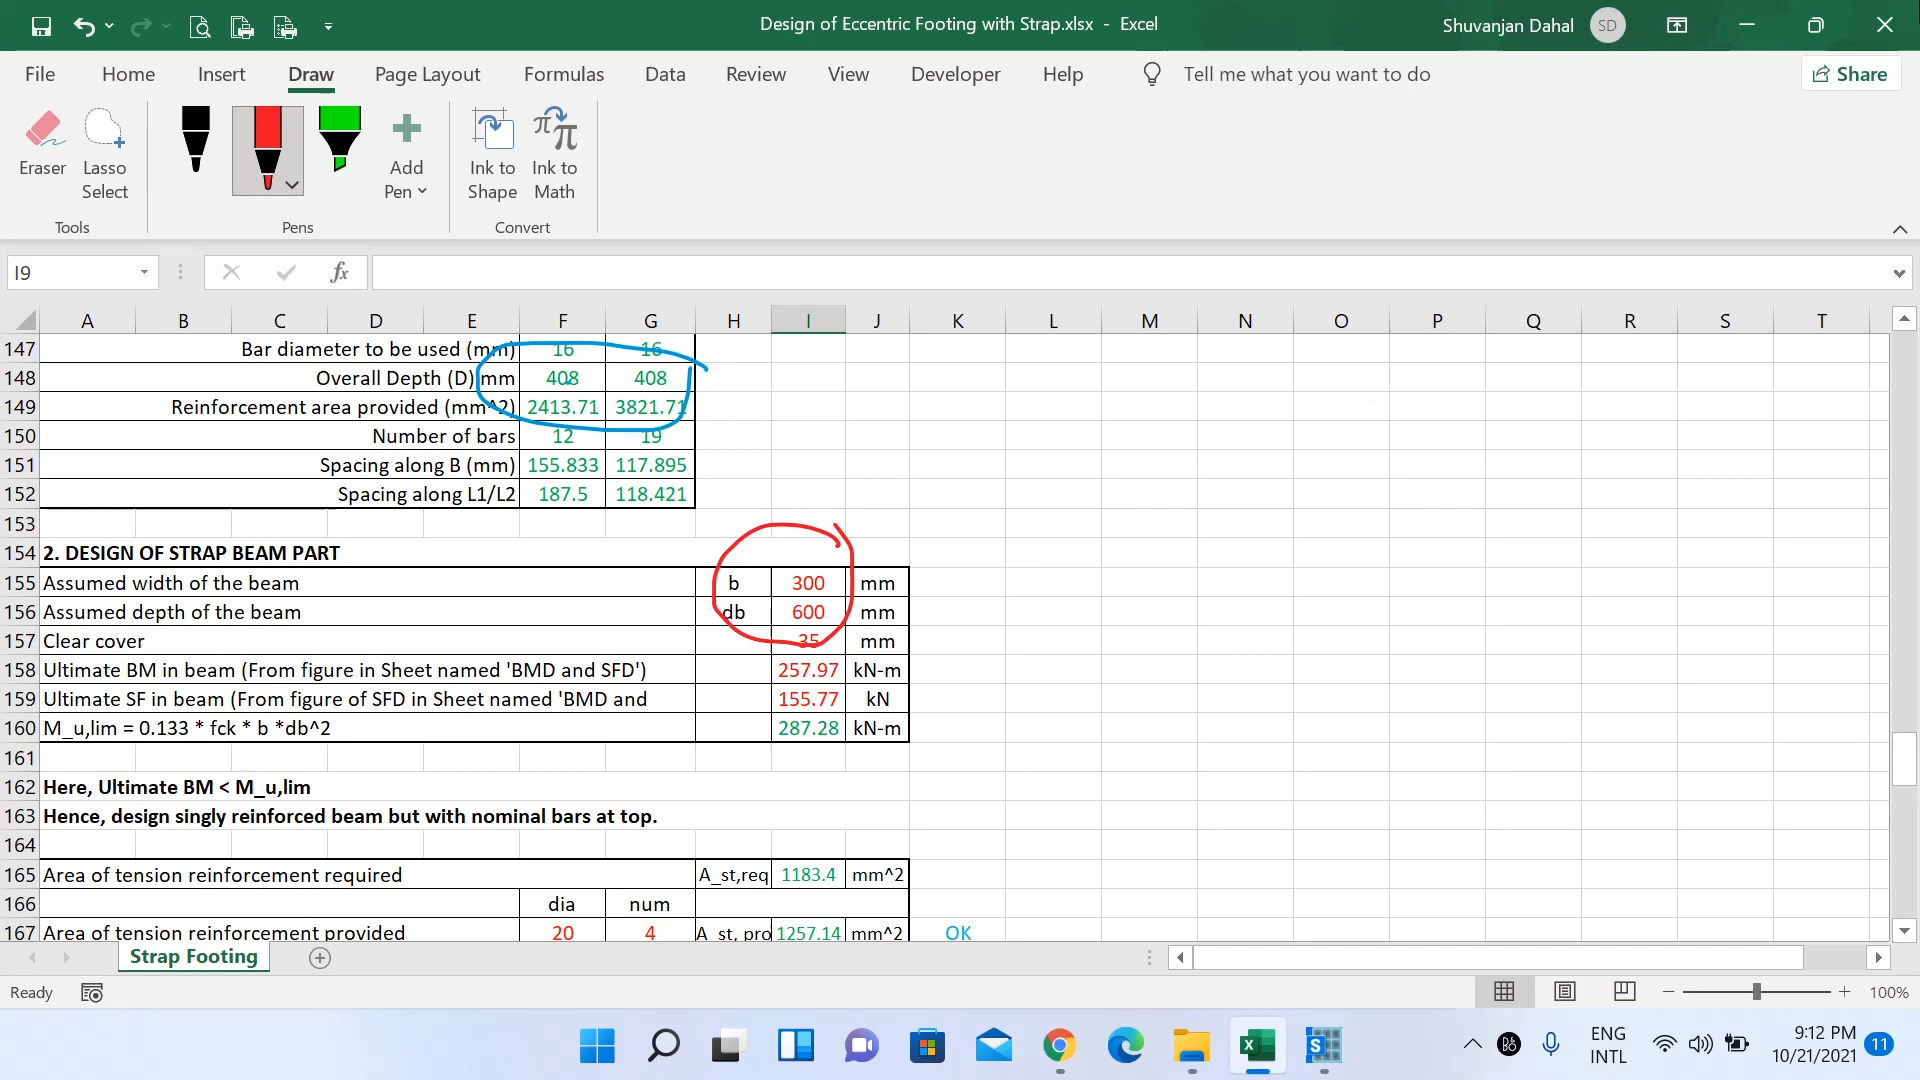 Design of Eccentric Footing with Strap.xlsx - Excel
Shuvanjan Dahal
SD
File Home Insert Draw Page Layout Formulas Data Review View Developer Help Tell me what you want to do
Share
Eraser
Lasso Select
Add Pen
Ink to Shape
Ink to Math
Tools
Pens
Convert
I9
fx
A B C D E F G H I J K L M N O P Q R S T
147 Bar diameter to be used (mm) 16 16
148 Overall Depth (D) mm 408 408
149 Reinforcement area provided (mm^2) 2413.71 3821.71
150 Number of bars 12 19
151 Spacing along B (mm) 155.833 117.895
152 Spacing along L1/L2 187.5 118.421
153
154 2. DESIGN OF STRAP BEAM PART
155 Assumed width of the beam b 300 mm
156 Assumed depth of the beam db 600 mm
157 Clear cover 35 mm
158 Ultimate BM in beam (From figure in Sheet named 'BMD and SFD') 257.97 kN-m
159 Ultimate SF in beam (From figure of SFD in Sheet named 'BMD and 155.77 kN
160 M_u,lim = 0.133 * fck * b *db^2 287.28 kN-m
161
162 Here, Ultimate BM < M_u,lim
163 Hence, design singly reinforced beam but with nominal bars at top.
164
165 Area of tension reinforcement required A_st,req 1183.4 mm^2
166 dia num
167 Area of tension reinforcement provided 20 4 A_st, pro 1257.14 mm^2 OK
Strap Footing
Ready
100%
ENG
INTL
9:12 PM
10/21/2021
11